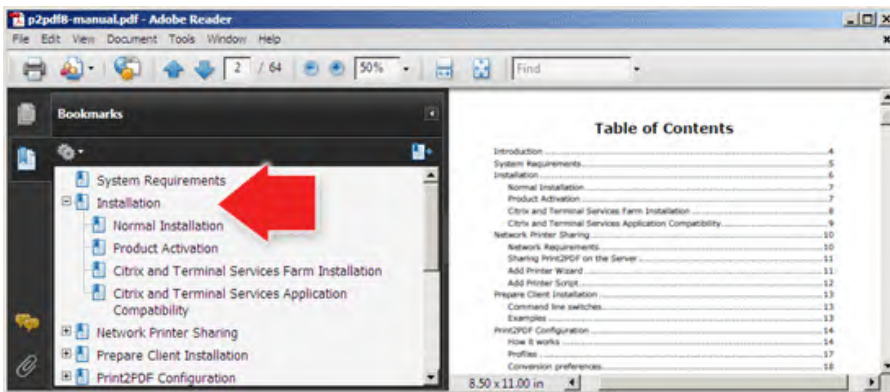 p2pdf8-manual.pdf - Adobe Reader
File Edit View Document Tools Window Help
2 / 64 50% Find
Bookmarks
System Requirements
Installation
Normal Installation
Product Activation
Citrix and Terminal Services Farm Installation
Citrix and Terminal Services Application
Compatibility
Network Printer Sharing
Prepare Client Installation
Print2PDF Configuration
Table of Contents
Introduction 4
System Requirements 5
Installation 6
Normal Installation 7
Product Activation 7
Citrix and Terminal Services Farm Installation 8
Citrix and Terminal Services Application Compatibility 9
Network Printer Sharing 10
Network Requirements 10
Sharing Print2PDF on the Server 11
Add Printer Wizard 11
Add Printer Script 12
Prepare Client Installation 13
Command line switches 13
Examples 13
Print2PDF Configuration 14
How it works 14
Profiles 17
Conversion preferences 18
8.50 x 11.00 in